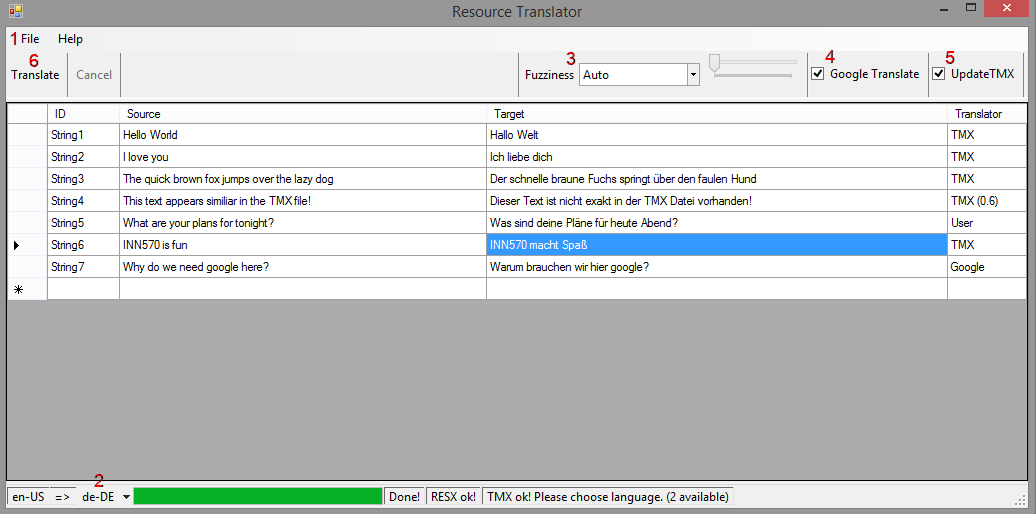 Resource Translator
1 File Help
6 3 4 5
Translate Cancel Fuzziness Auto Google Translate UpdateTMX
ID Source Target Translator
String1 Hello World Hallo Welt TMX
String2 I love you Ich liebe dich TMX
String3 The quick brown fox jumps over the lazy dog Der schnelle braune Fuchs springt über den faulen Hund TMX
String4 This text appears similiar in the TMX file! Dieser Text ist nicht exakt in der TMX Datei vorhanden! TMX (0.6)
String5 What are your plans for tonight? Was sind deine Pläne für heute Abend? User
String6 INN570 is fun INN570 macht Spaß TMX
String7 Why do we need google here? Warum brauchen wir hier google? Google
2
en-US => de-DE Done! RESX ok! TMX ok! Please choose language. (2 available)